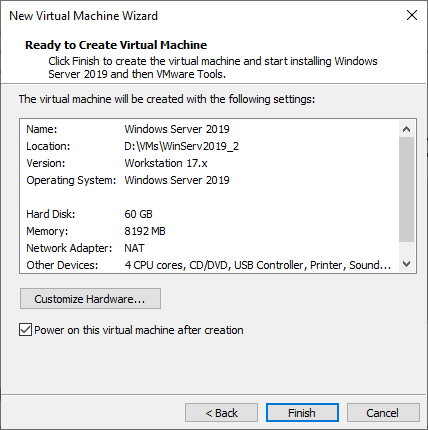 New Virtual Machine Wizard
Ready to Create Virtual Machine
Click Finish to create the virtual machine and start installing Windows
Server 2019 and then VMware Tools.
The virtual machine will be created with the following settings:
Name: Windows Server 2019
Location: D:\VMs\WinServ2019_2
Version: Workstation 17.x
Operating System: Windows Server 2019
Hard Disk: 60 GB
Memory: 8192 MB
Network Adapter: NAT
Other Devices: 4 CPU cores, CD/DVD, USB Controller, Printer, Sound...
Customize Hardware...
Power on this virtual machine after creation
< Back Finish Cancel